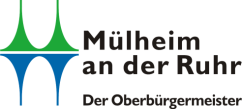 Mülheim
an der Ruhr
Der Oberbürgermeister